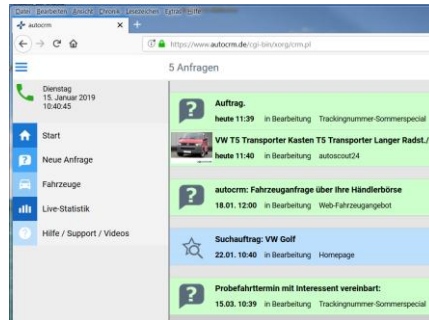 Datei Bearbeiten Ansicht Chronik Lesezeichen Extras Hilfe
autocrm
https://www.autocrm.de/cgi-bin/xorg/crm.pl
5 Anfragen
Dienstag
15. Januar 2019
10:40:45
Start
Neue Anfrage
Fahrzeuge
Live-Statistik
Hilfe / Support / Videos
Auftrag.
heute 11:39 in Bearbeitung Trackingnummer-Sommerspecial
VW T5 Transporter Kasten T5 Transporter Langer Radst./
heute 11:40 in Bearbeitung autoscout24
autocrm: Fahrzeuganfrage über Ihre Händlerbörse
18.01. 12:00 in Bearbeitung Web-Fahrzeugangebot
Suchauftrag: VW Golf
22.01. 10:40 in Bearbeitung Homepage
Probefahrttermin mit Interessent vereinbart:
15.03. 10:39 in Bearbeitung Trackingnummer-Sommerspecial